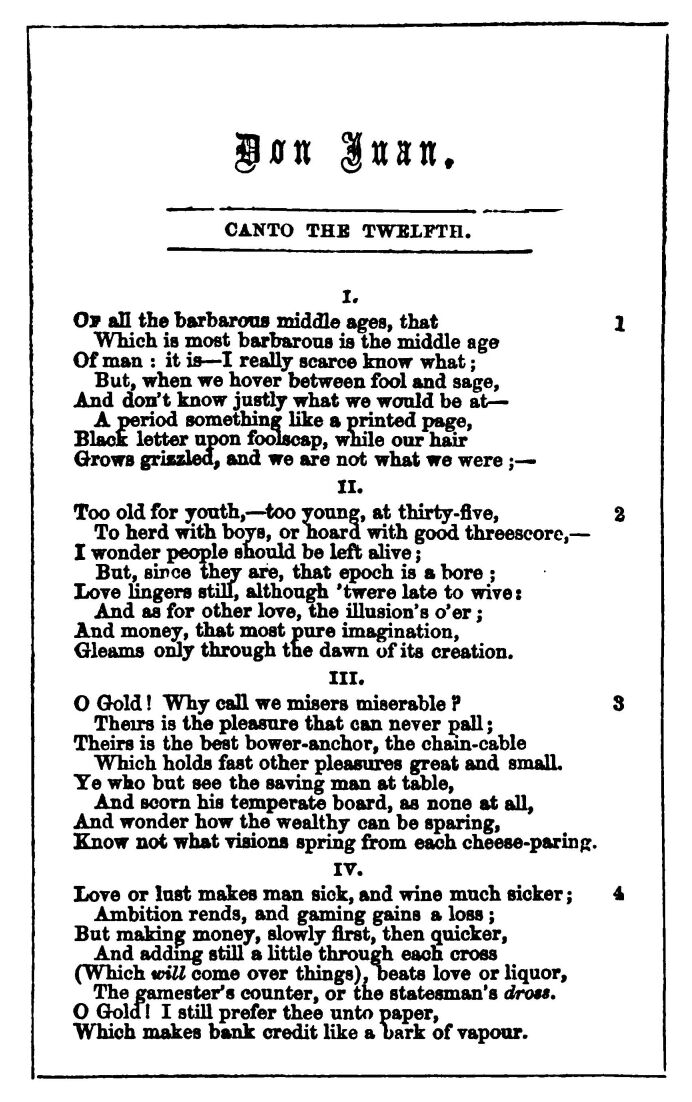 Don Juan.
CANTO THE TWELFTH.
I.
OF all the barbarous middle ages, that 1
Which is most barbarous is the middle age
Of man : it is—I really scarce know what ;
But, when we hover between fool and sage,
And don't know justly what we would be at—
A period something like a printed page,
Black letter upon foolscap, while our hair
Grows grizzled, and we are not what we were ;—
II.
Too old for youth,—too young, at thirty-five, 2
To herd with boys, or hoard with good threescore,—
I wonder people should be left alive ;
But, since they are, that epoch is a bore ;
Love lingers still, although 'twere late to wive :
And as for other love, the illusion's o'er ;
And money, that most pure imagination,
Gleams only through the dawn of its creation.
III.
O Gold ! Why call we misers miserable ? 3
Theirs is the pleasure that can never pall ;
Theirs is the best bower-anchor, the chain-cable
Which holds fast other pleasures great and small.
Ye who but see the saving man at table,
And scorn his temperate board, as none at all,
And wonder how the wealthy can be sparing,
Know not what visions spring from each cheese-paring.
IV.
Love or lust makes man sick, and wine much sicker ; 4
Ambition rends, and gaming gains a loss ;
But making money, slowly first, then quicker,
And adding still a little through each cross
(Which will come over things), beats love or liquor,
The gamester's counter, or the statesman's dross.
O Gold ! I still prefer thee unto paper,
Which makes bank credit like a bark of vapour.